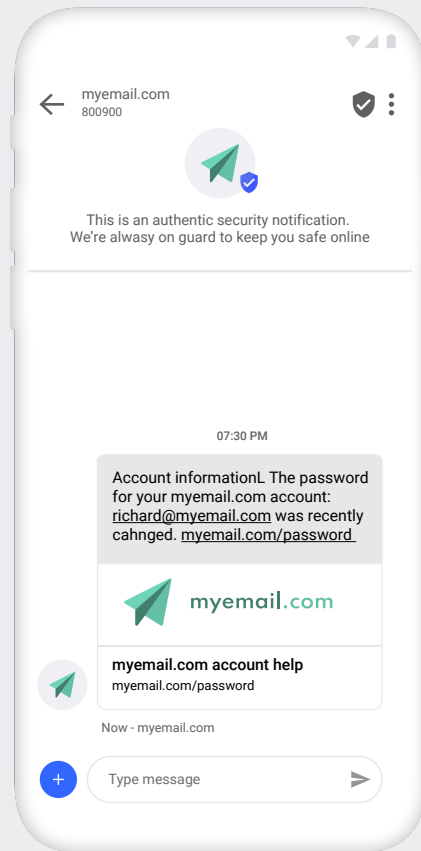 myemail.com
800900
This is an authentic security notification.
We're alwasy on guard to keep you safe online
07:30 PM
Account informationL The password
for your myemail.com account:
richard@myemail.com was recently
cahnged. myemail.com/password
myemail.com
myemail.com account help
myemail.com/password
Now - myemail.com
Type message